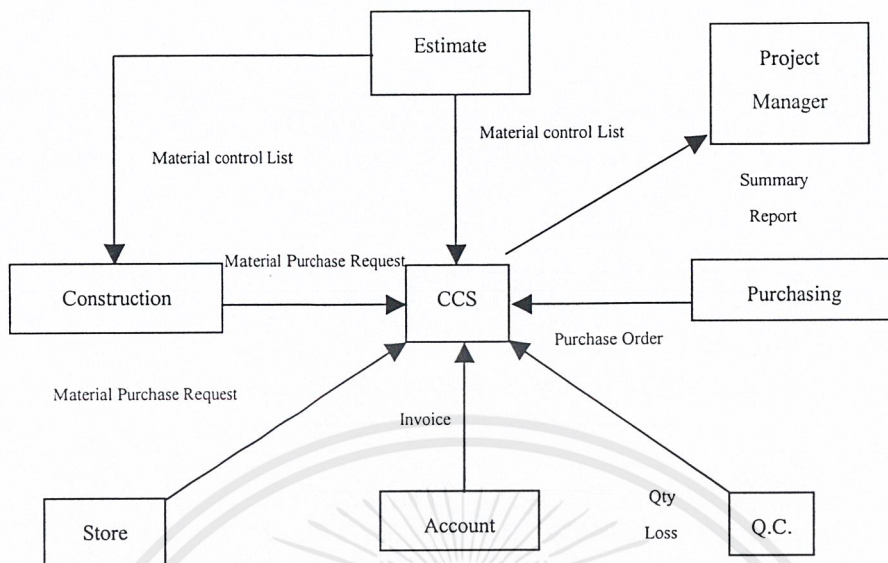 Estimate
Project
Manager
Material control List
Material control List
Summary
Report
Material Purchase Request
Construction
CCS
Purchasing
Purchase Order
Material Purchase Request
Invoice
Qty
Loss
Store
Account
Q.C.